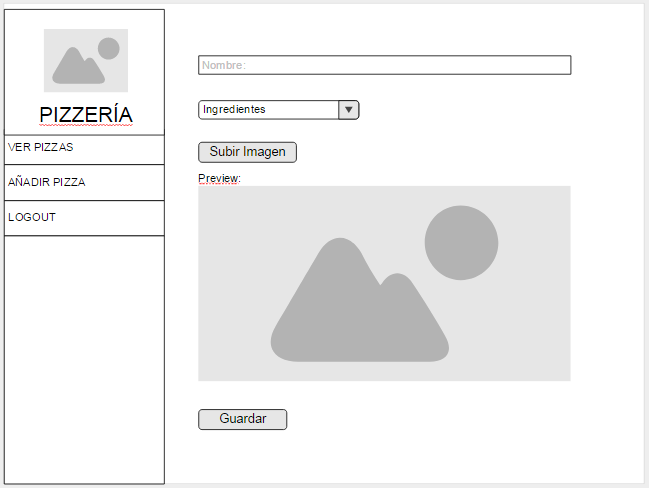 PIZZERÍA
VER PIZZAS
AÑADIR PIZZA
LOGOUT
Nombre:
Ingredientes
Subir Imagen
Preview:
Guardar